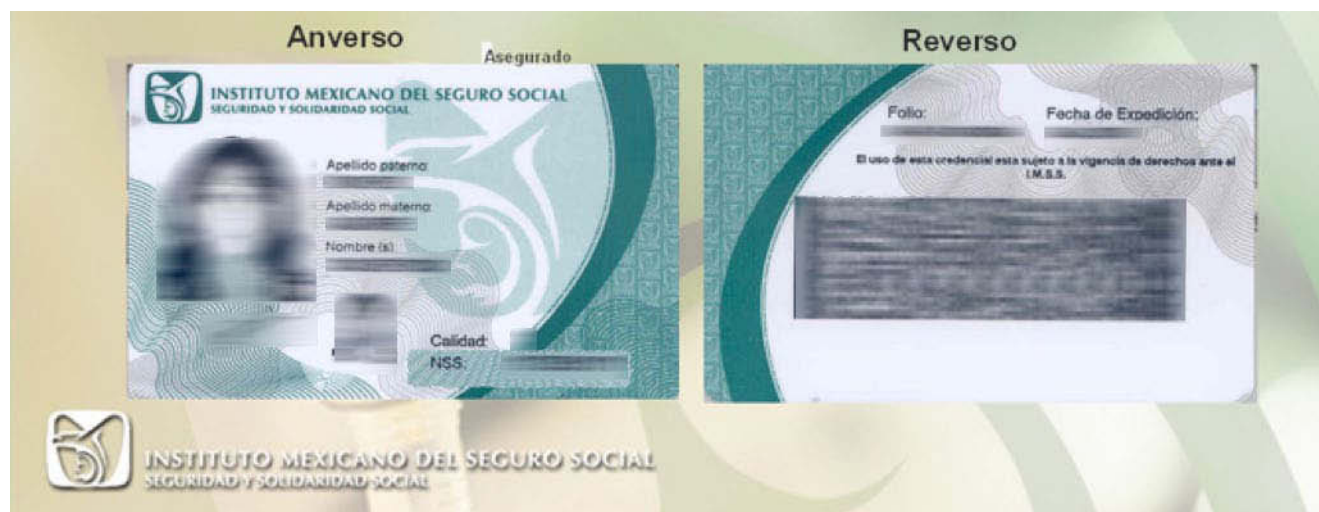 Anverso
Asegurado
INSTITUTO MEXICANO DEL SEGURO SOCIAL
SEGURIDAD Y SOLIDARIDAD SOCIAL
Apellido paterno:
Apellido materno:
Nombre (s):
Calidad:
NSS:
Reverso
Folio:
Fecha de Expedición:
El uso de esta credencial esta sujeto a la vigencia de derechos ante el
I.M.S.S.
INSTITUTO MEXICANO DEL SEGURO SOCIAL
SEGURIDAD Y SOLIDARIDAD SOCIAL